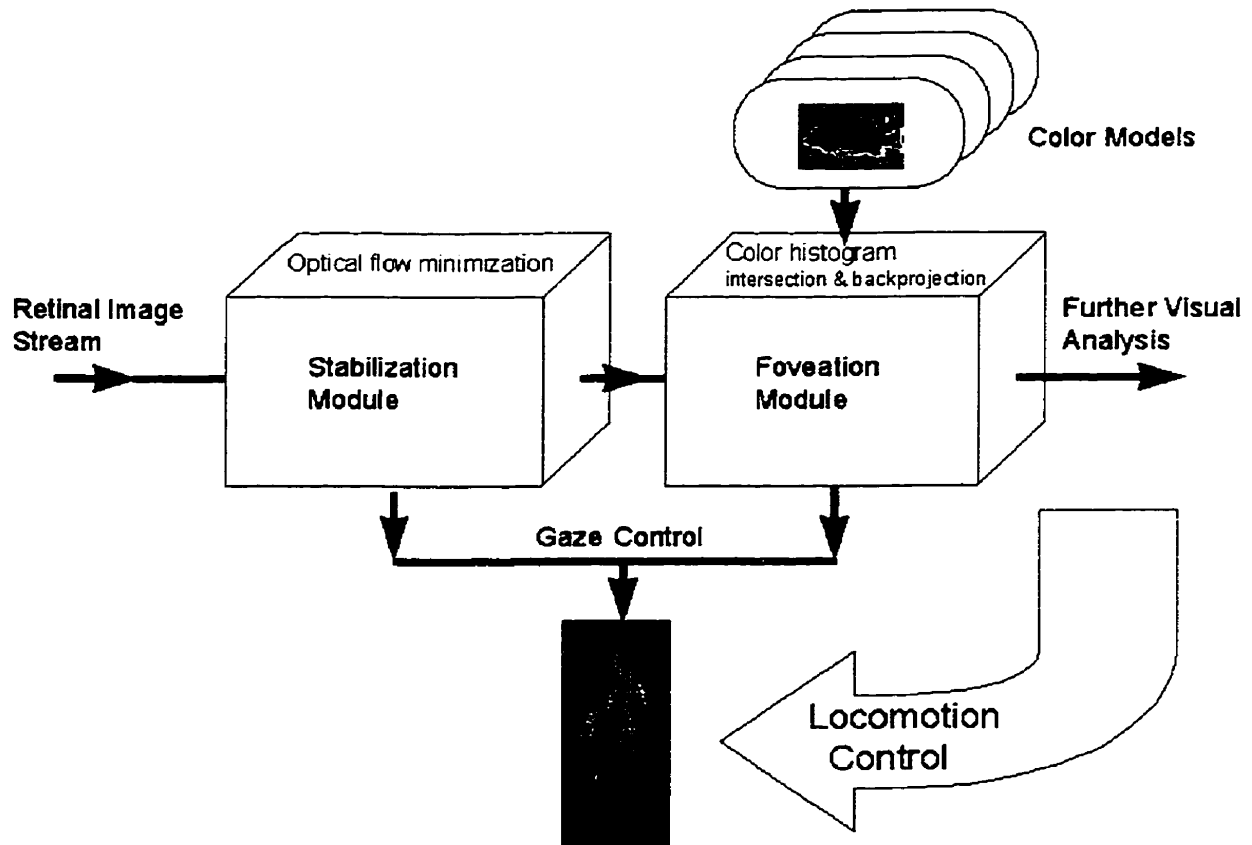 Color Models
Optical flow minimization
Color histogram
intersection & backprojection
Retinal Image
Stream
Stabilization
Module
Foveation
Module
Further Visual
Analysis
Gaze Control
Locomotion
Control